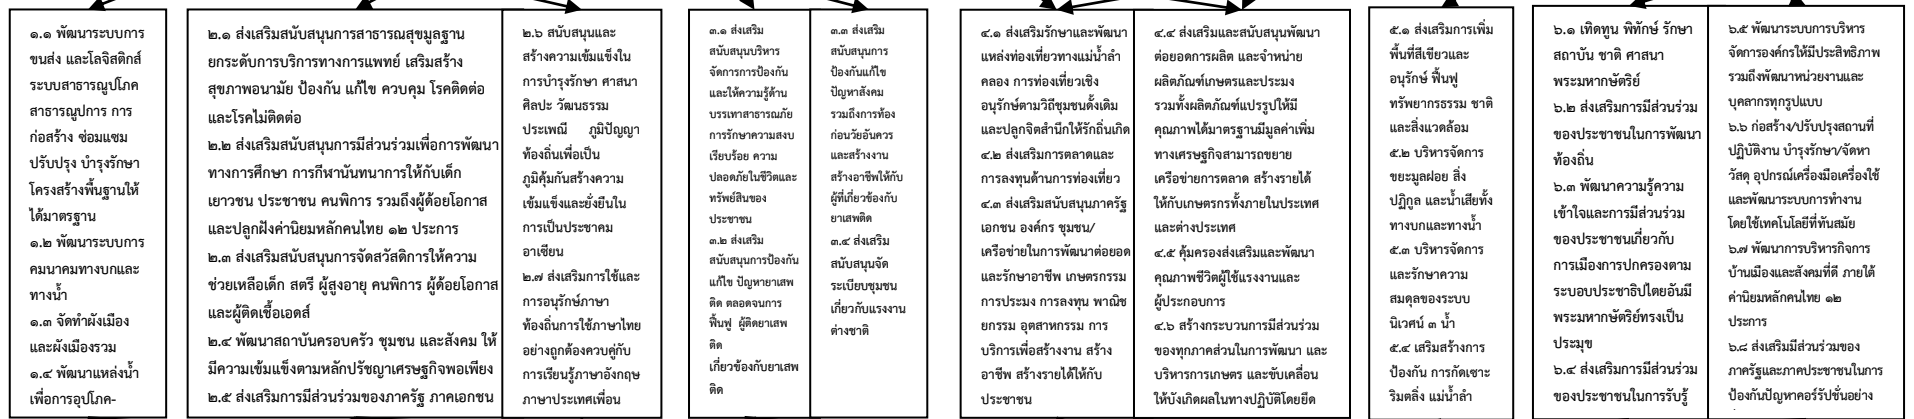 ๑.๑ พัฒนาระบบการ
ขนส่ง และโลจิสติกส์
ระบบสาธารณูปโภค
สาธารณูปการ การ
ก่อสร้าง ซ่อมแซม
ปรับปรุง บำรุงรักษา
โครงสร้างพื้นฐานให้
ได้มาตรฐาน
๑.๒ พัฒนาระบบการ
คมนาคมทางบกและ
ทางน้ำ
๑.๓ จัดทำผังเมือง
และผังเมืองรวม
๑.๔ พัฒนาแหล่งน้ำ
เพื่อการอุปโภค-
๒.๑ ส่งเสริมสนับสนุนการสาธารณสุขมูลฐาน
ยกระดับการบริการทางการแพทย์ เสริมสร้าง
สุขภาพอนามัย ป้องกัน แก้ไข ควบคุม โรคติดต่อ
และโรคไม่ติดต่อ
๒.๒ ส่งเสริมสนับสนุนการมีส่วนร่วมเพื่อการพัฒนา
ทางการศึกษา การกีฬานันทนาการให้กับเด็ก
เยาวชน ประชาชน คนพิการ รวมถึงผู้ด้อยโอกาส
และปลูกฝังค่านิยมหลักคนไทย ๑๒ ประการ
๒.๓ ส่งเสริมสนับสนุนการจัดสวัสดิการให้ความ
ช่วยเหลือเด็ก สตรี ผู้สูงอายุ คนพิการ ผู้ด้อยโอกาส
และผู้ติดเชื้อเอดส์
๒.๔ พัฒนาสถาบันครอบครัว ชุมชน และสังคม ให้
มีความเข้มแข็งตามหลักปรัชญาเศรษฐกิจพอเพียง
๒.๕ ส่งเสริมการมีส่วนร่วมของภาครัฐ ภาคเอกชน
๒.๖ สนับสนุนและ
สร้างความเข้มแข็งใน
การบำรุงรักษา ศาสนา
ศิลปะ วัฒนธรรม
ประเพณี ภูมิปัญญา
ท้องถิ่นเพื่อเป็น
ภูมิคุ้มกันสร้างความ
เข้มแข็งและยั่งยืนใน
การเป็นประชาคม
อาเซียน
๒.๗ ส่งเสริมการใช้และ
การอนุรักษ์ภาษา
ท้องถิ่นการใช้ภาษาไทย
อย่างถูกต้องควบคู่กับ
การเรียนรู้ภาษาอังกฤษ
ภาษาประเทศเพื่อน
๓.๑ ส่งเสริม
สนับสนุนบริหาร
จัดการการป้องกัน
และให้ความรู้ด้าน
บรรเทาสาธารณภัย
การรักษาความสงบ
เรียบร้อย ความ
ปลอดภัยในชีวิตและ
ทรัพย์สินของ
ประชาชน
๓.๒ ส่งเสริม
สนับสนุนการป้องกัน
แก้ไข ปัญหายาเสพ
ติด ตลอดจนการ
ฟื้นฟู ผู้ติดยาเสพ
ติด
เกี่ยวข้องกับยาเสพ
ติด
๓.๓ ส่งเสริม
สนับสนุนการ
ป้องกันแก้ไข
ปัญหาสังคม
รวมถึงการท้อง
ก่อนวัยอันควร
และสร้างงาน
สร้างอาชีพให้กับ
ผู้ที่เกี่ยวข้องกับ
ยาเสพติด
๓.๔ ส่งเสริม
สนับสนุนจัด
ระเบียบชุมชน
เกี่ยวกับแรงงาน
ต่างชาติ
๔.๑ ส่งเสริมรักษาและพัฒนา
แหล่งท่องเที่ยวทางแม่น้ำลำ
คลอง การท่องเที่ยวเชิง
อนุรักษ์ตามวิถีชุมชนดั้งเดิม
และปลูกจิตสำนึกให้รักถิ่นเกิด
๔.๒ ส่งเสริมการตลาดและ
การลงทุนด้านการท่องเที่ยว
๔.๓ ส่งเสริมสนับสนุนภาครัฐ
เอกชน องค์กร ชุมชน/
เครือข่ายในการพัฒนาต่อยอด
และรักษาอาชีพ เกษตรกรรม
การประมง การลงทุน พาณิช
ยกรรม อุตสาหกรรม การ
บริการเพื่อสร้างงาน สร้าง
อาชีพ สร้างรายได้ให้กับ
ประชาชน
๔.๔ ส่งเสริมและสนับสนุนพัฒนา
ต่อยอดการผลิต และจำหน่าย
ผลิตภัณฑ์เกษตรและประมง
รวมทั้งผลิตภัณฑ์แปรรูปให้มี
คุณภาพได้มาตรฐานมีมูลค่าเพิ่ม
ทางเศรษฐกิจสามารถขยาย
เครือข่ายการตลาด สร้างรายได้
ให้กับเกษตรกรทั้งภายในประเทศ
และต่างประเทศ
๔.๕ คุ้มครองส่งเสริมและพัฒนา
คุณภาพชีวิตผู้ใช้แรงงานและ
ผู้ประกอบการ
๔.๖ สร้างกระบวนการมีส่วนร่วม
ของทุกภาคส่วนในการพัฒนา และ
บริหารการเกษตร และขับเคลื่อน
ให้บังเกิดผลในทางปฏิบัติโดยยึด
๕.๑ ส่งเสริมการเพิ่ม
พื้นที่สีเขียวและ
อนุรักษ์ ฟื้นฟู
ทรัพยากรธรรม ชาติ
และสิ่งแวดล้อม
๕.๒ บริหารจัดการ
ขยะมูลฝอย สิ่ง
ปฏิกูล และน้ำเสียทั้ง
ทางบกและทางน้ำ
๕.๓ บริหารจัดการ
และรักษาความ
สมดุลของระบบ
นิเวศน์ ๓ น้ำ
๕.๔ เสริมสร้างการ
ป้องกัน การกัดเซาะ
ริมตลิ่ง แม่น้ำลำ
๖.๑ เทิดทูน พิทักษ์ รักษา
สถาบัน ชาติ ศาสนา
พระมหากษัตริย์
๖.๒ ส่งเสริมการมีส่วนร่วม
ของประชาชนในการพัฒนา
ท้องถิ่น
๖.๓ พัฒนาความรู้ความ
เข้าใจและการมีส่วนร่วม
ของประชาชนเกี่ยวกับ
การเมืองการปกครองตาม
ระบอบประชาธิปไตยอันมี
พระมหากษัตริย์ทรงเป็น
ประมุข
๖.๔ ส่งเสริมการมีส่วนร่วม
ของประชาชนในการรับรู้
๖.๕ พัฒนาระบบการบริหาร
จัดการองค์กรให้มีประสิทธิภาพ
รวมถึงพัฒนาหน่วยงานและ
บุคลากรทุกรูปแบบ
๖.๖ ก่อสร้าง/ปรับปรุงสถานที่
ปฏิบัติงาน บำรุงรักษา/จัดหา
วัสดุ อุปกรณ์เครื่องมือเครื่องใช้
และพัฒนาระบบการทำงาน
โดยใช้เทคโนโลยีที่ทันสมัย
๖.๗ พัฒนาการบริหารกิจการ
บ้านเมืองและสังคมที่ดี ภายใต้
ค่านิยมหลักคนไทย ๑๒
ประการ
๖.๘ ส่งเสริมมีส่วนร่วมของ
ภาครัฐและภาคประชาชนในการ
ป้องกันปัญหาคอร์รัปชั่นอย่าง